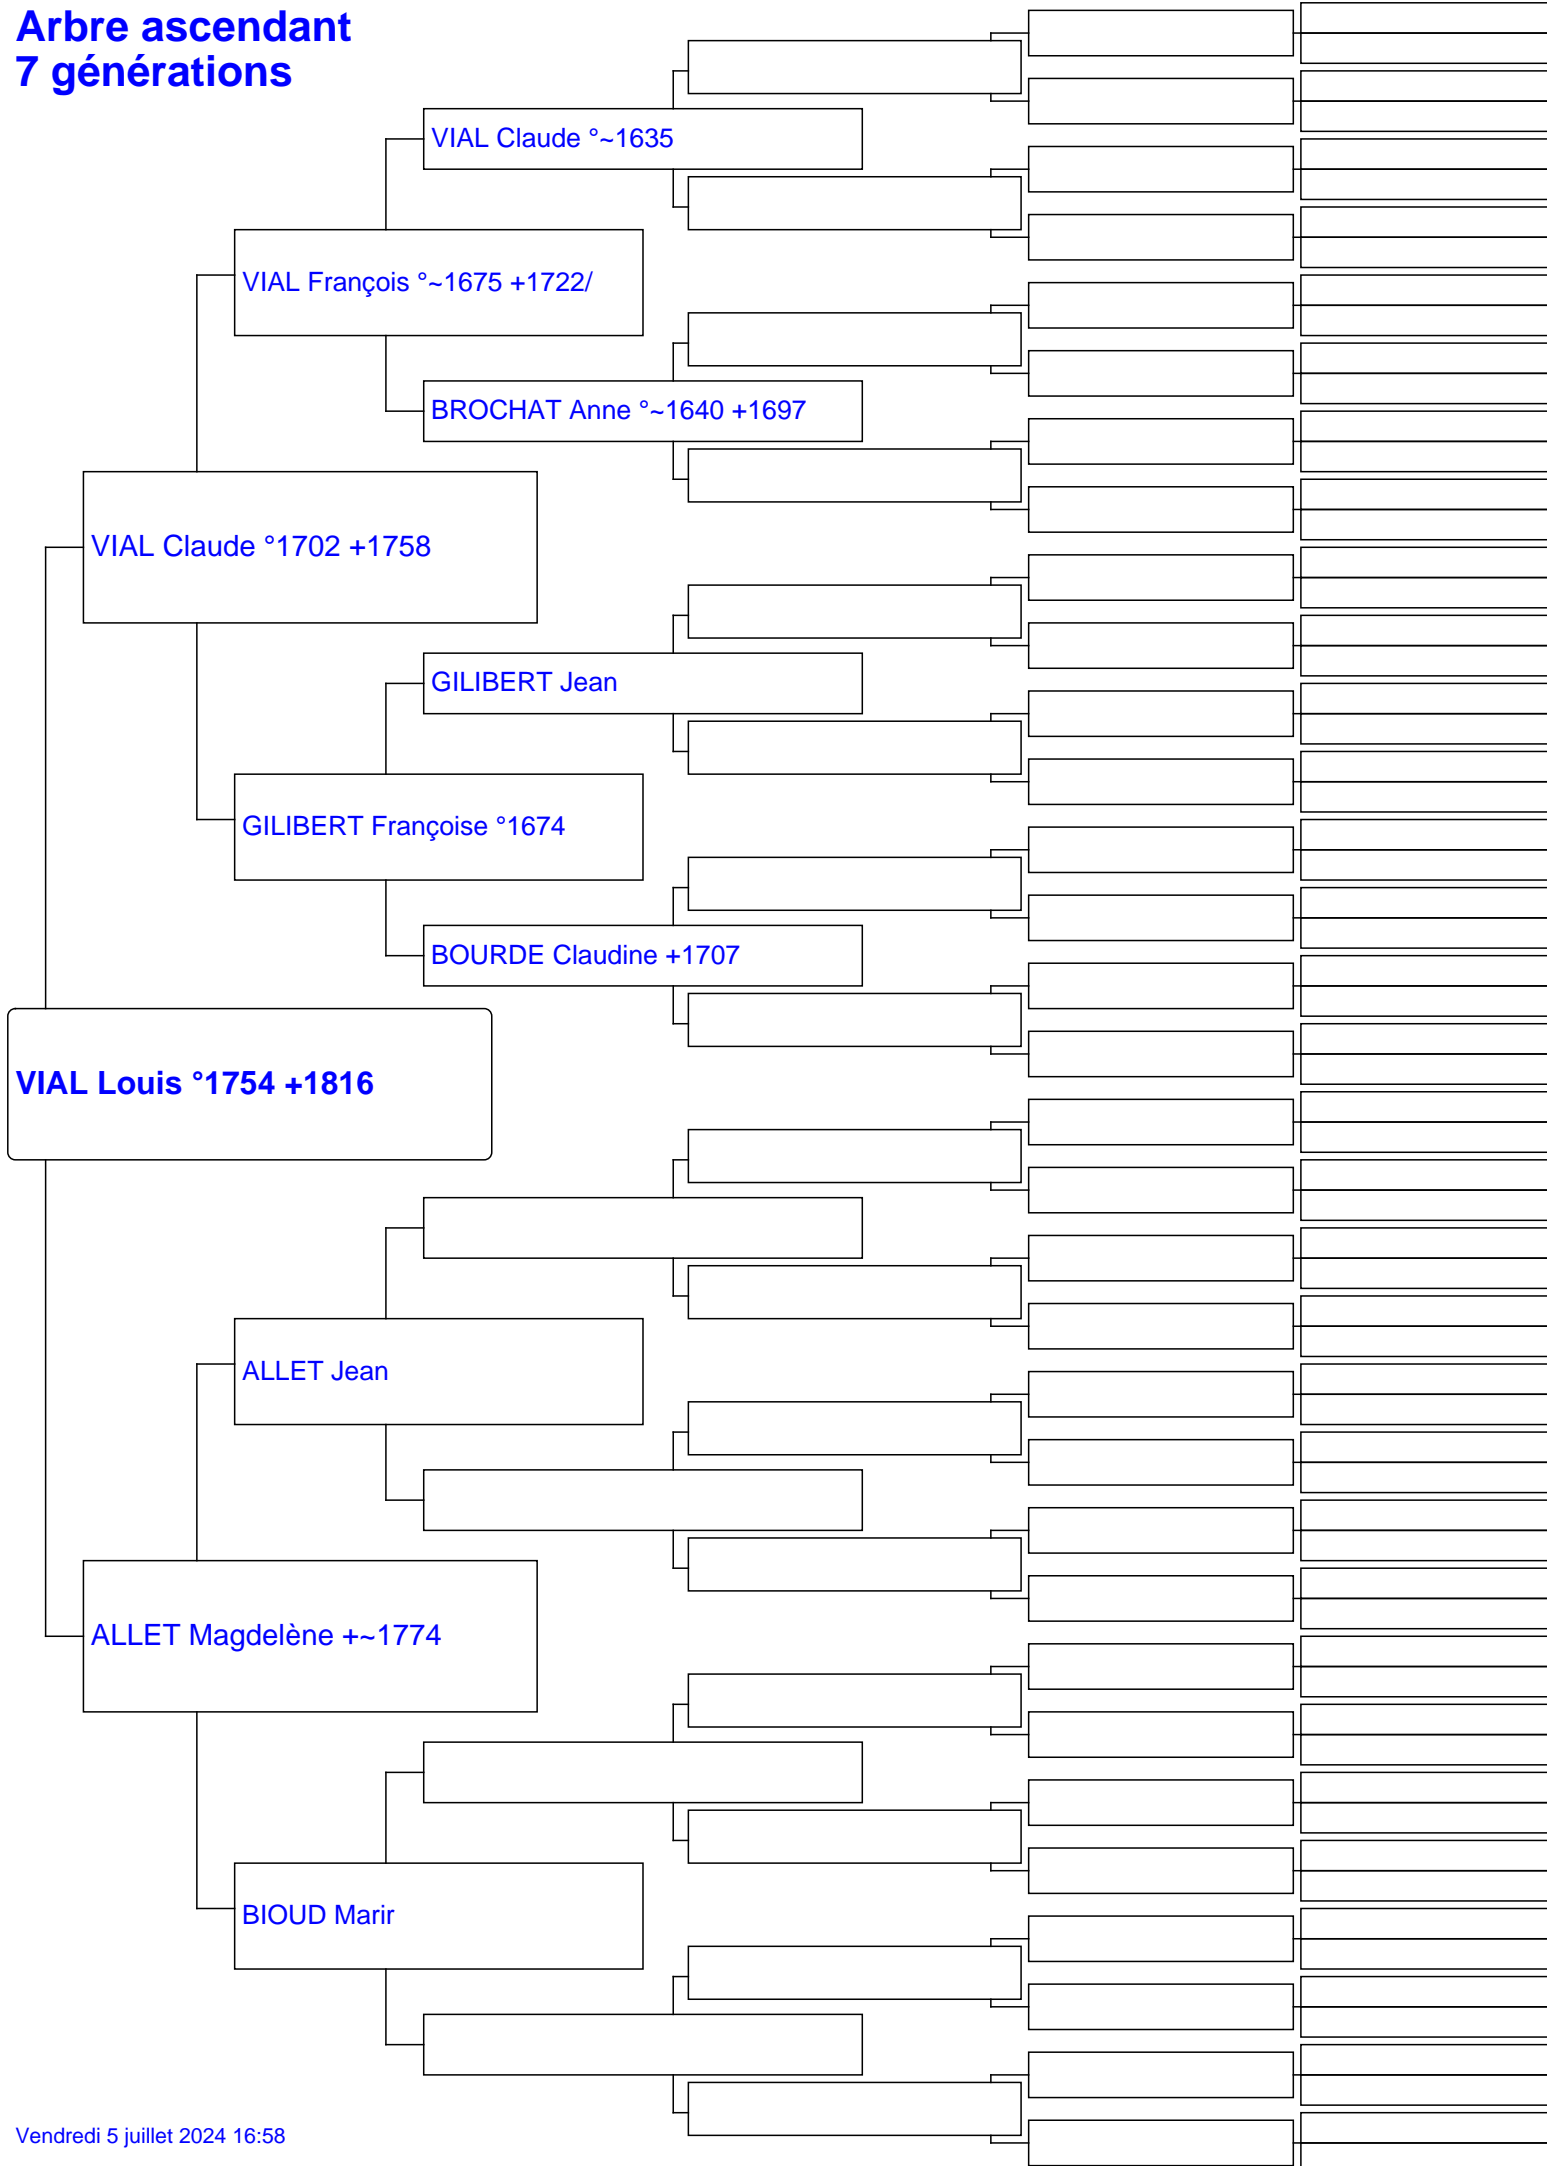 Arbre ascendant
7 générations
VIAL Claude °~1635
VIAL François °~1675 +1722/
BROCHAT Anne °~1640 +1697
VIAL Claude °1702 +1758
GILIBERT Jean
GILIBERT Françoise °1674
BOURDE Claudine +1707
VIAL Louis °1754 +1816
ALLET Jean
ALLET Magdelène +~1774
BIOUD Marir
Vendredi 5 juillet 2024 16:58